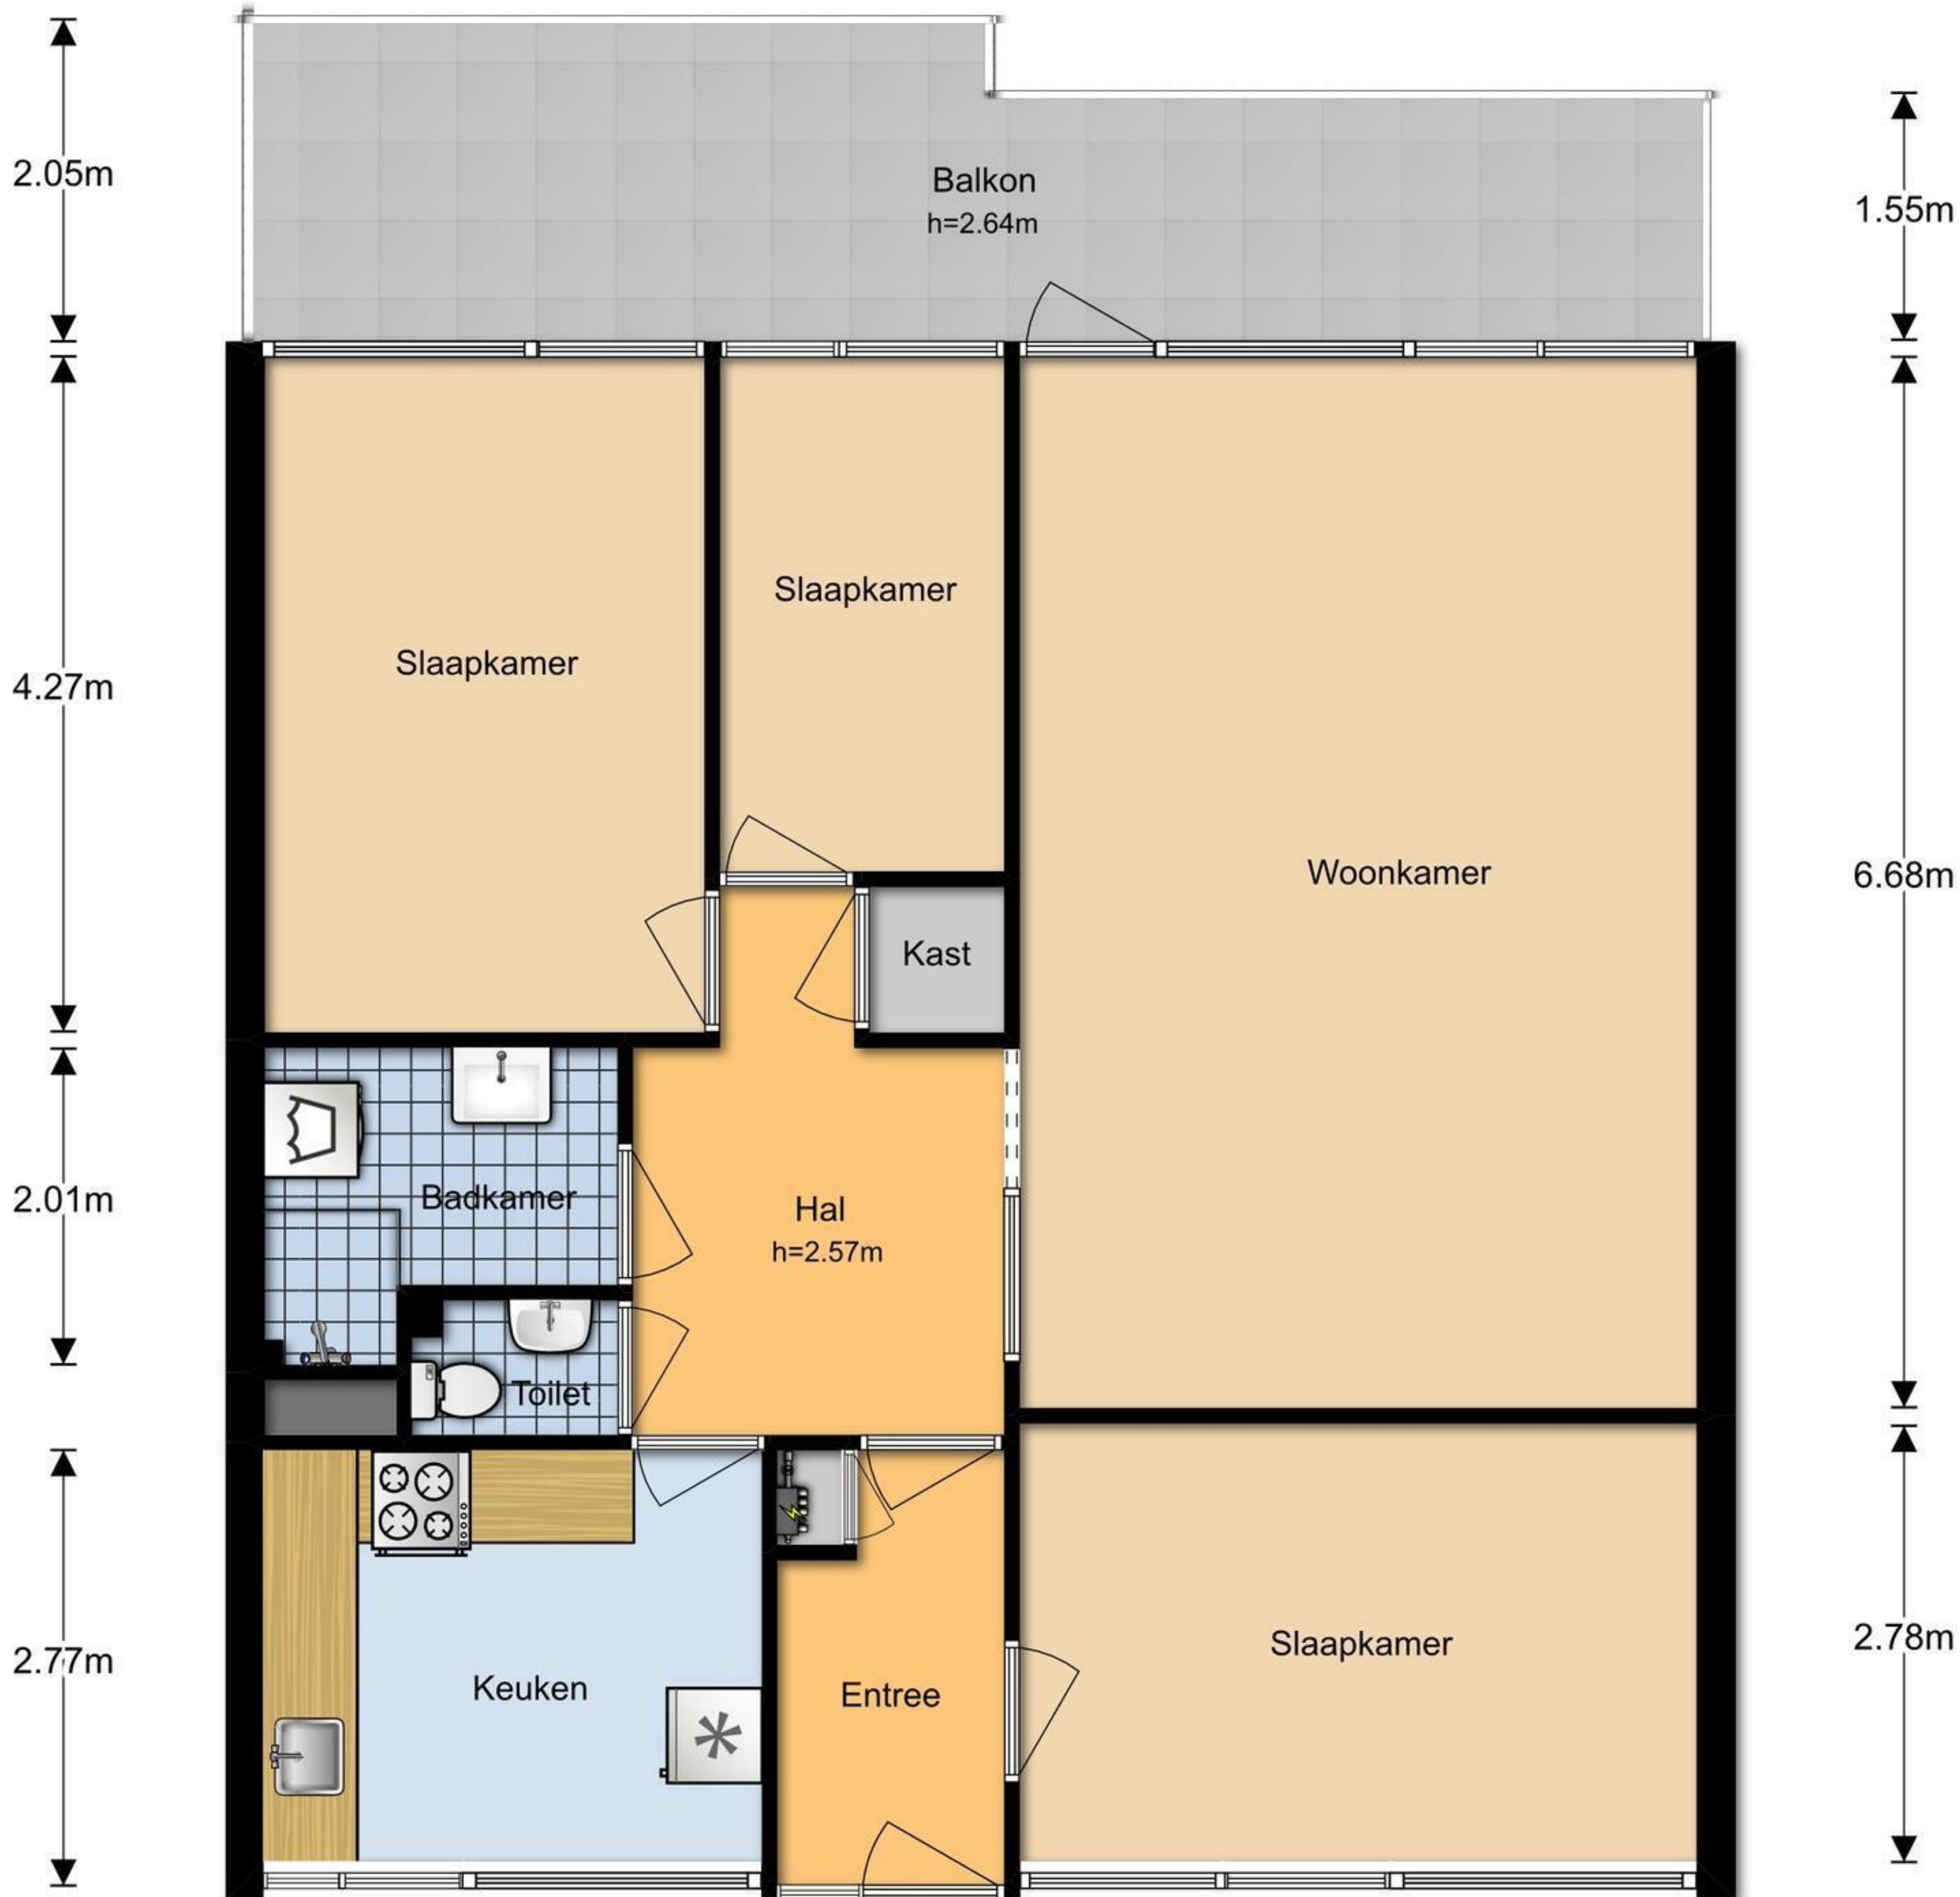 2.05m
Balkon
h=2.64m
1.55m
Slaapkamer
Slaapkamer
4.27m
Woonkamer
6.68m
Kast
2.01m
Badkamer
Hal
h=2.57m
Toilet
2.77m
Keuken
Entree
Slaapkamer
2.78m